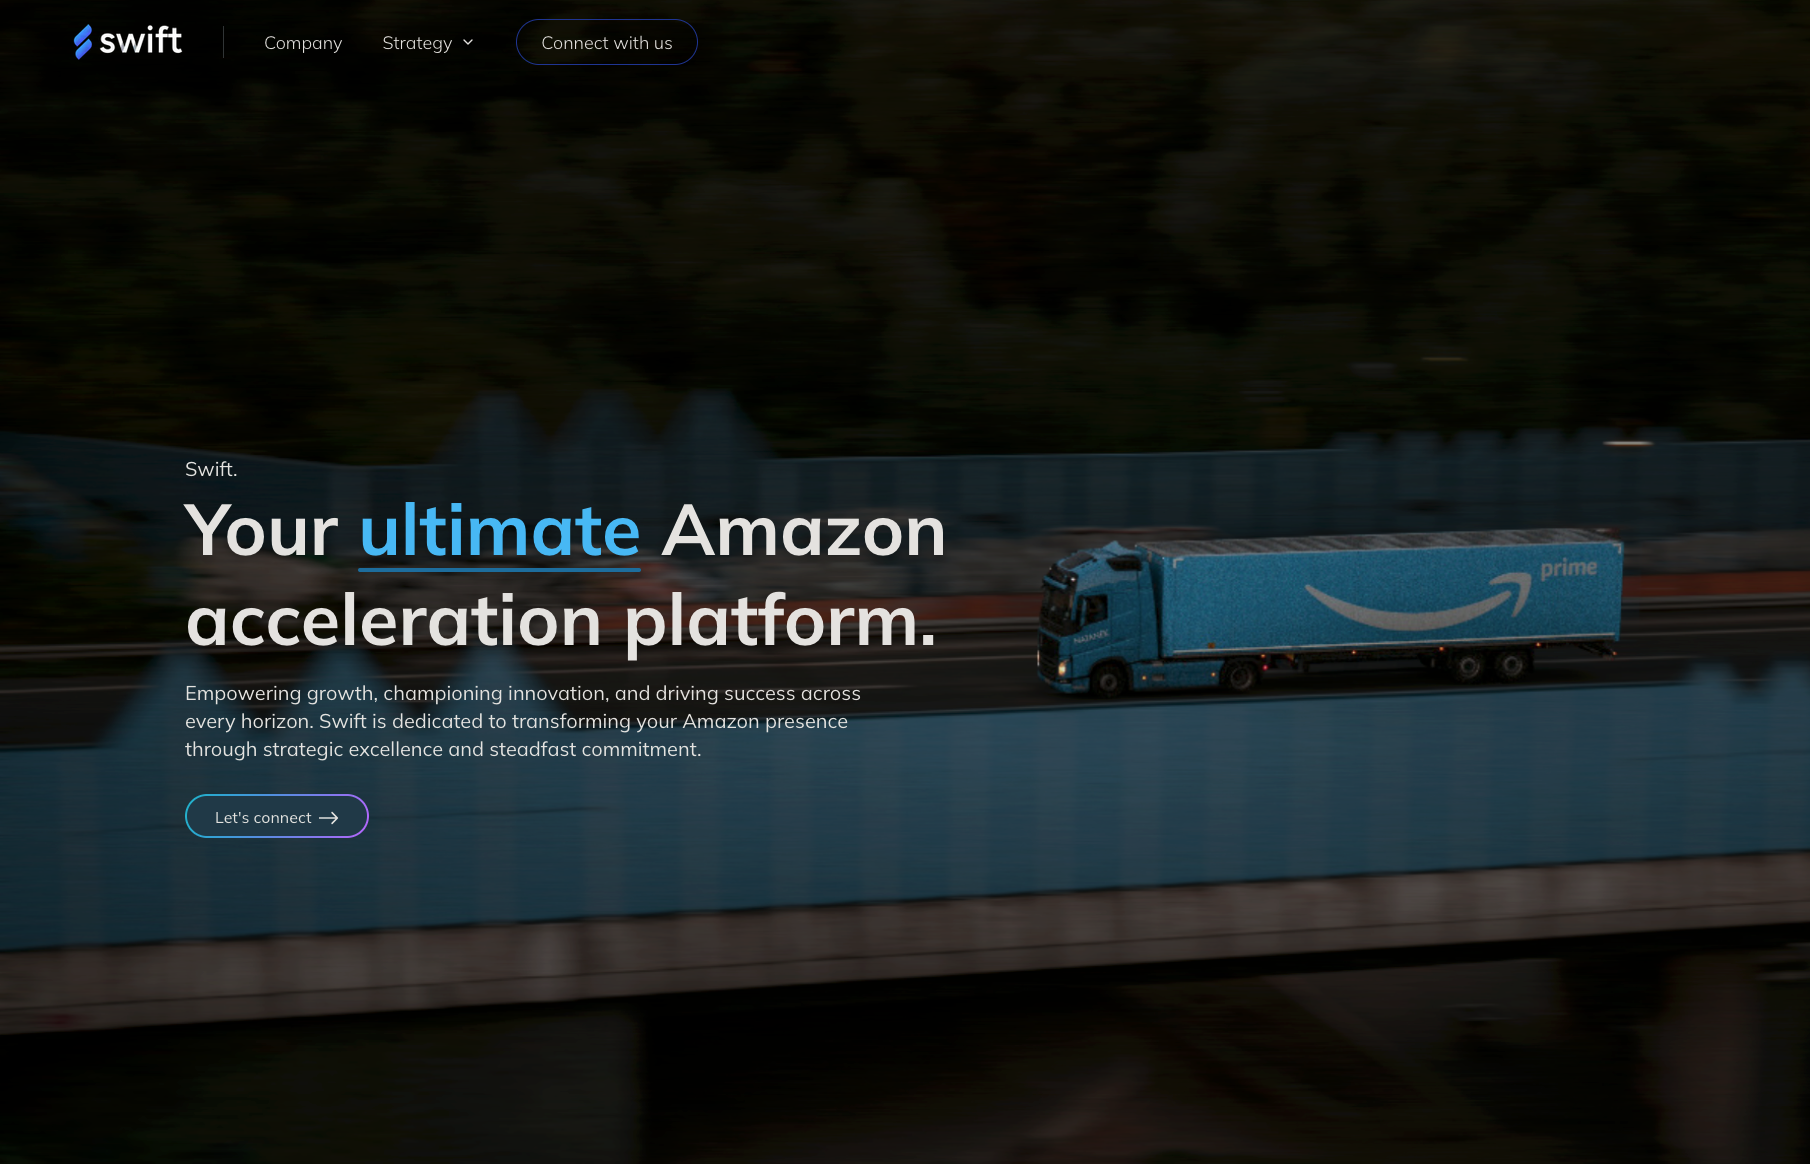 swift
Company
Strategy
Connect with us
Swift.
Your ultimate Amazon
acceleration platform.
prime
Empowering growth, championing innovation, and driving success across
every horizon. Swift is dedicated to transforming your Amazon presence
through strategic excellence and steadfast commitment.
Let's connect